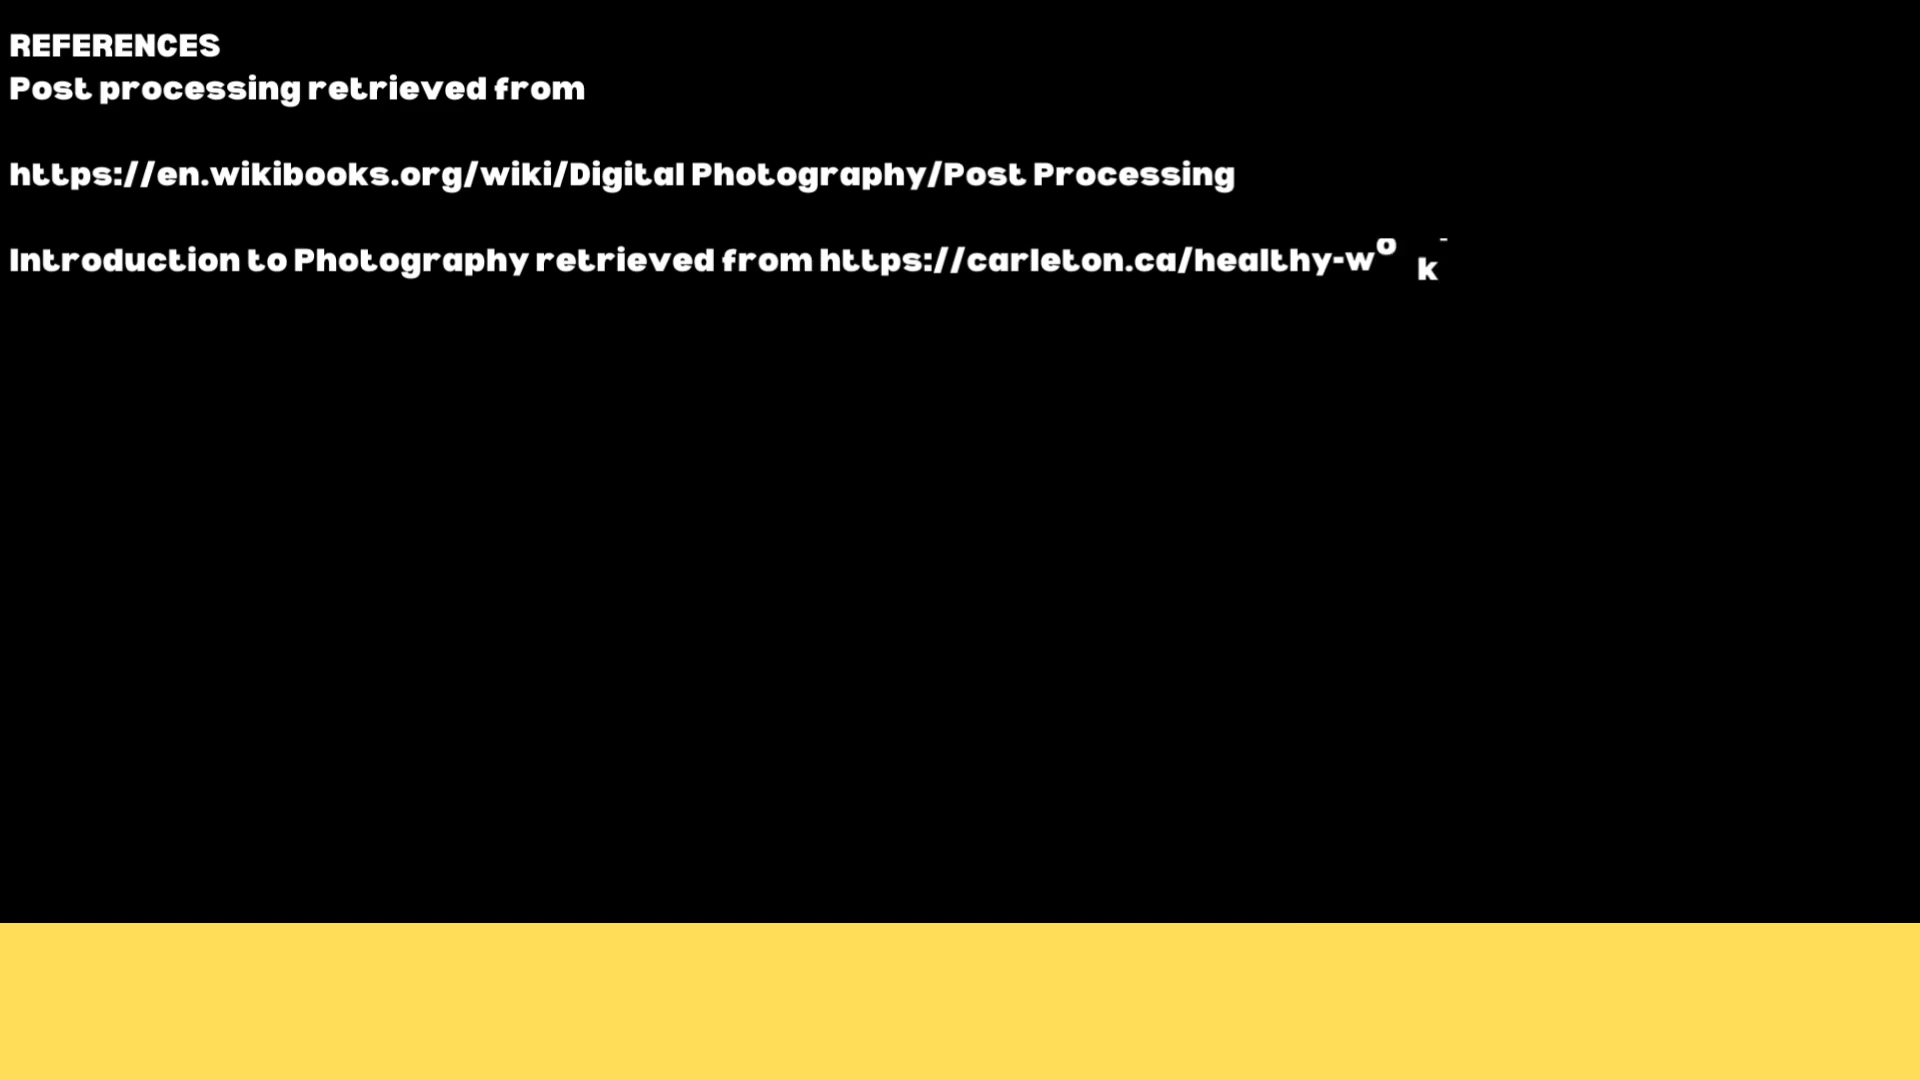 REFERENCES
Post processing retrieved from
https://en.wikibooks.org/wiki/Digital Photography/Post Processing
Introduction to Photography retrieved from https://carleton.ca/healthy-wo k